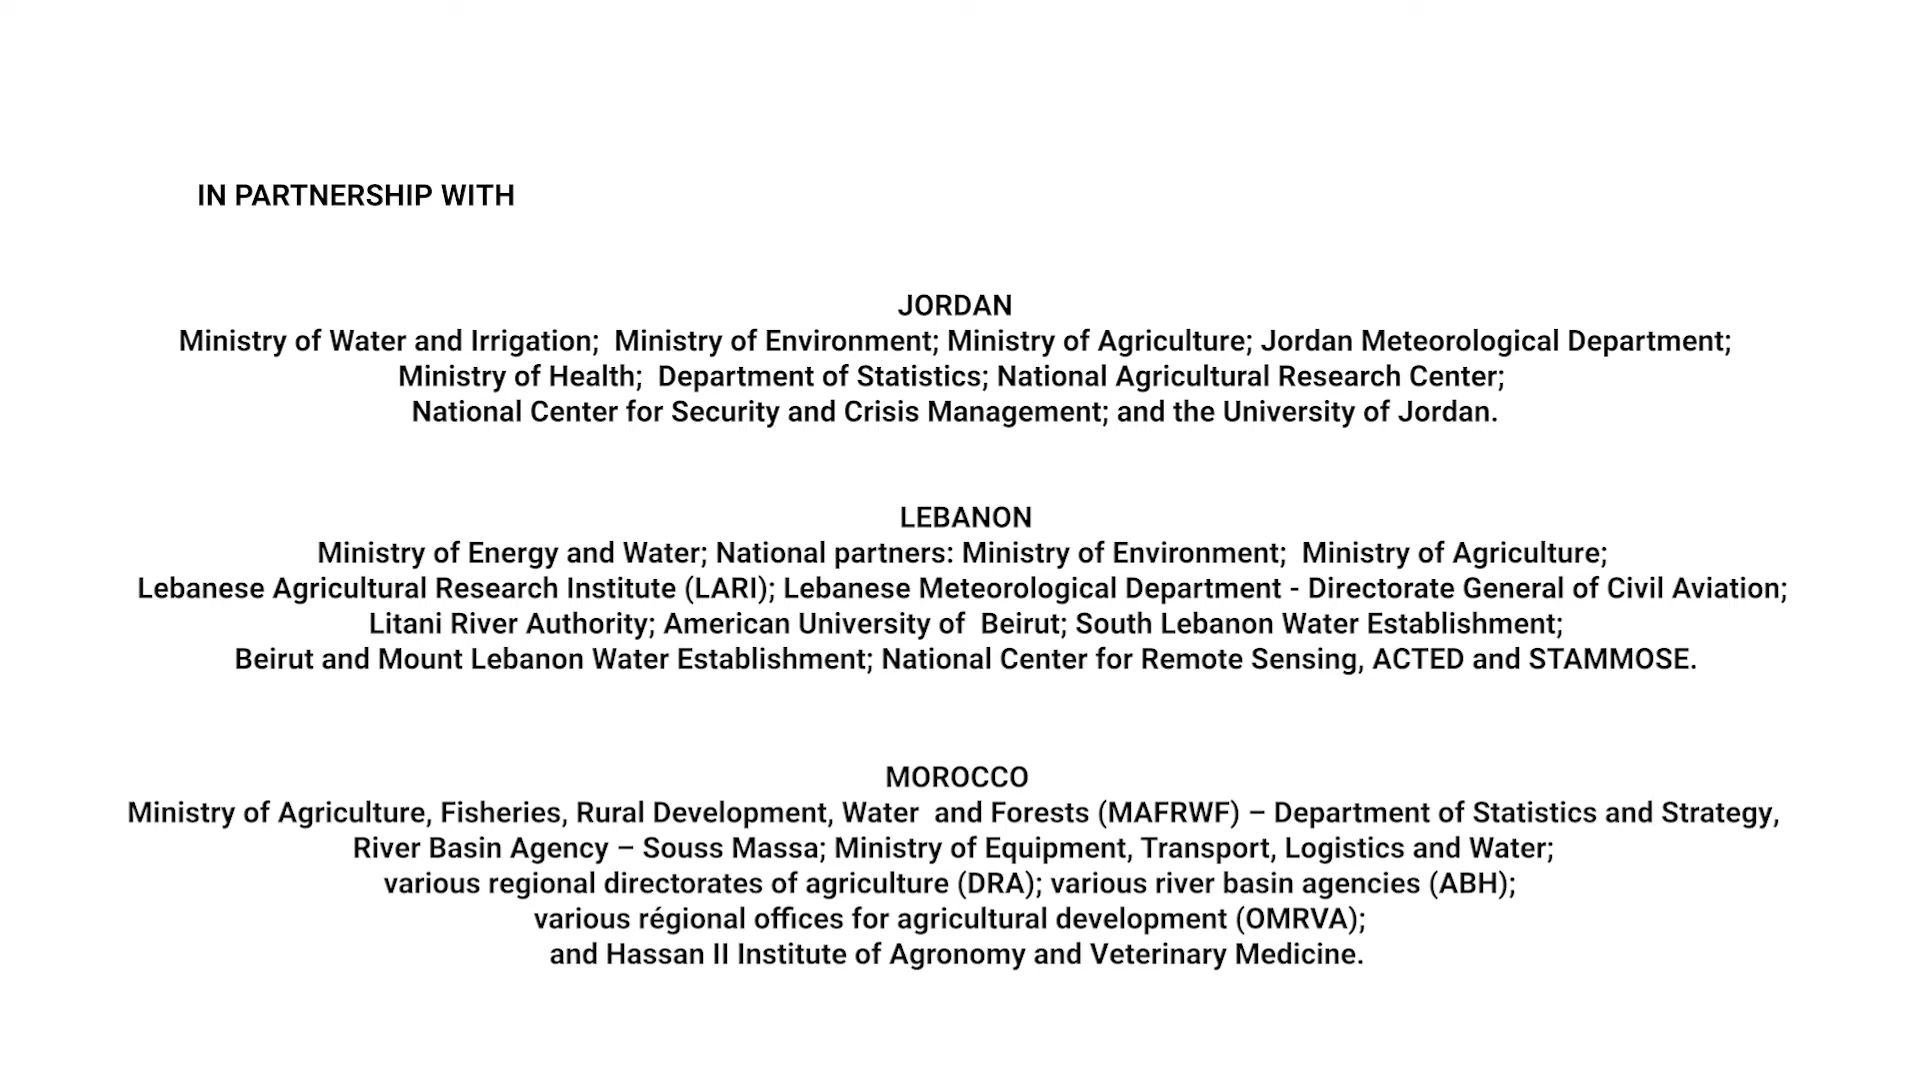 IN PARTNERSHIP WITH
JORDAN
Ministry of Water and Irrigation;  Ministry of Environment; Ministry of Agriculture; Jordan Meteorological Department;
Ministry of Health;  Department of Statistics; National Agricultural Research Center;
National Center for Security and Crisis Management; and the University of Jordan.
LEBANON
Ministry of Energy and Water; National partners: Ministry of Environment;  Ministry of Agriculture;
Lebanese Agricultural Research Institute (LARI); Lebanese Meteorological Department - Directorate General of Civil Aviation;
Litani River Authority; American University of  Beirut; South Lebanon Water Establishment;
Beirut and Mount Lebanon Water Establishment; National Center for Remote Sensing, ACTED and STAMMOSE.
MOROCCO
Ministry of Agriculture, Fisheries, Rural Development, Water  and Forests (MAFRWF) – Department of Statistics and Strategy,
River Basin Agency – Souss Massa; Ministry of Equipment, Transport, Logistics and Water;
various regional directorates of agriculture (DRA); various river basin agencies (ABH);
various régional offices for agricultural development (OMRVA);
and Hassan II Institute of Agronomy and Veterinary Medicine.